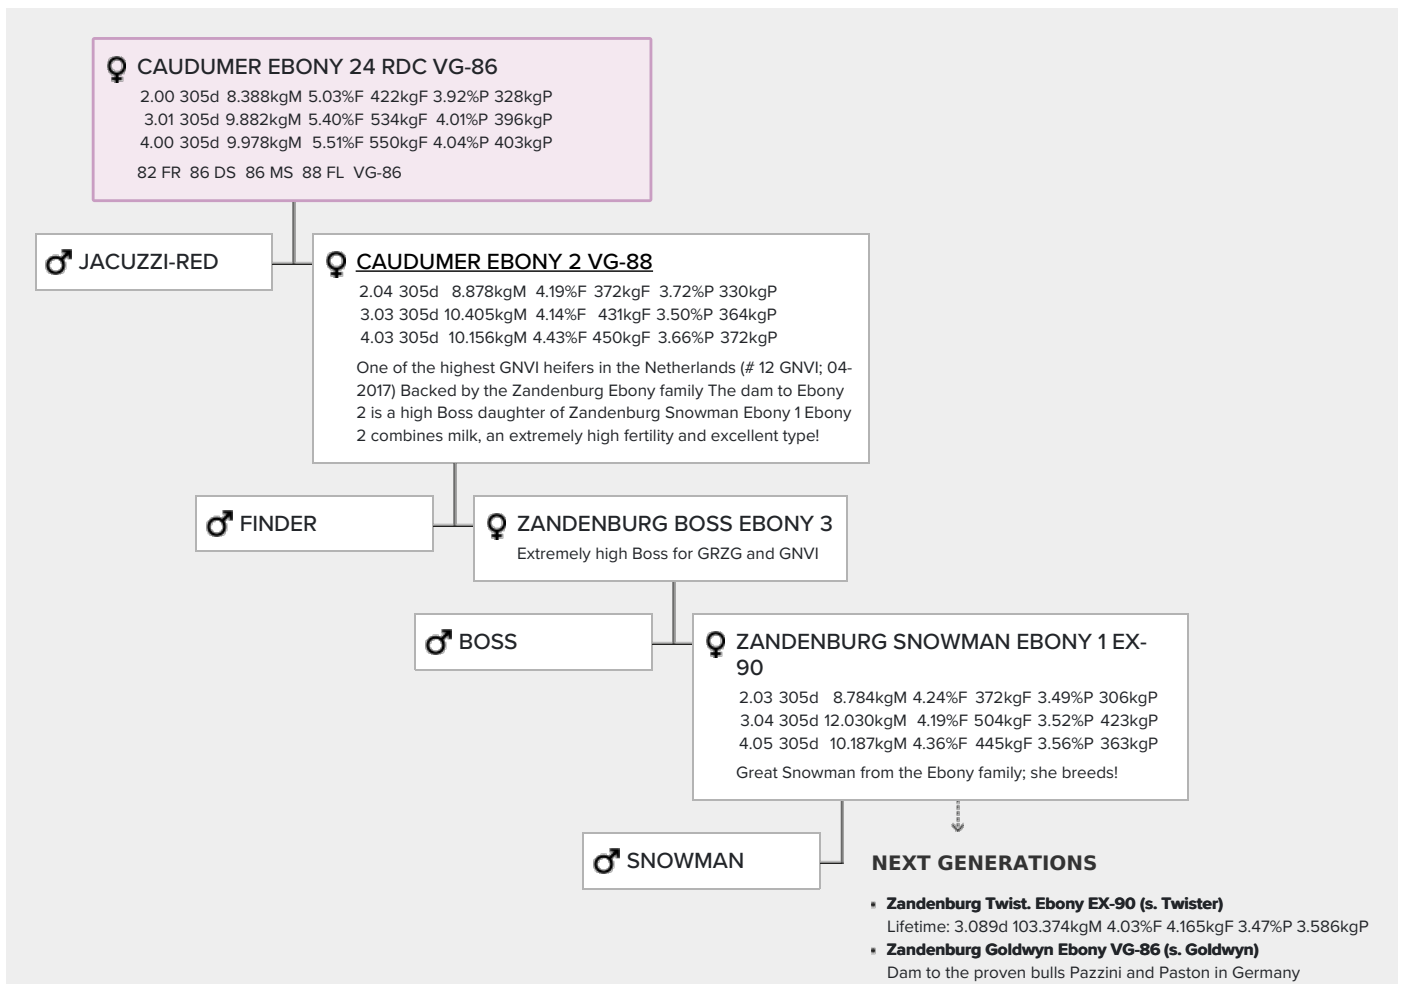 CAUDUMER EBONY 24 RDC VG-86
2.00 305d 8.388kgM 5.03%F 422kgF 3.92%P 328kgP
3.01 305d 9.882kgM 5.40%F 534kgF 4.01%P 396kgP
4.00 305d 9.978kgM 5.51%F 550kgF 4.04%P 403kgP
82 FR 86 DS 86 MS 88 FL VG-86
JACUZZI-RED
CAUDUMER EBONY 2 VG-88
2.04 305d 8.878kgM 4.19%F 372kgF 3.72%P 330kgP
3.03 305d 10.405kgM 4.14%F 431kgF 3.50%P 364kgP
4.03 305d 10.156kgM 4.43%F 450kgF 3.66%P 372kgP
One of the highest GNVI heifers in the Netherlands (# 12 GNVI; 04-
2017) Backed by the Zandenburg Ebony family The dam to Ebony
2 is a high Boss daughter of Zandenburg Snowman Ebony 1 Ebony
2 combines milk, an extremely high fertility and excellent type!
FINDER
ZANDENBURG BOSS EBONY 3
Extremely high Boss for GRZG and GNVI
BOSS
ZANDENBURG SNOWMAN EBONY 1 EX-
90
2.03 305d 8.784kgM 4.24%F 372kgF 3.49%P 306kgP
3.04 305d 12.030kgM 4.19%F 504kgF 3.52%P 423kgP
4.05 305d 10.187kgM 4.36%F 445kgF 3.56%P 363kgP
Great Snowman from the Ebony family; she breeds!
SNOWMAN
NEXT GENERATIONS
Zandenburg Twist. Ebony EX-90 (s. Twister)
Lifetime: 3.089d 103.374kgM 4.03%F 4.165kgF 3.47%P 3.586kgP
Zandenburg Goldwyn Ebony VG-86 (s. Goldwyn)
Dam to the proven bulls Pazzini and Paston in Germany